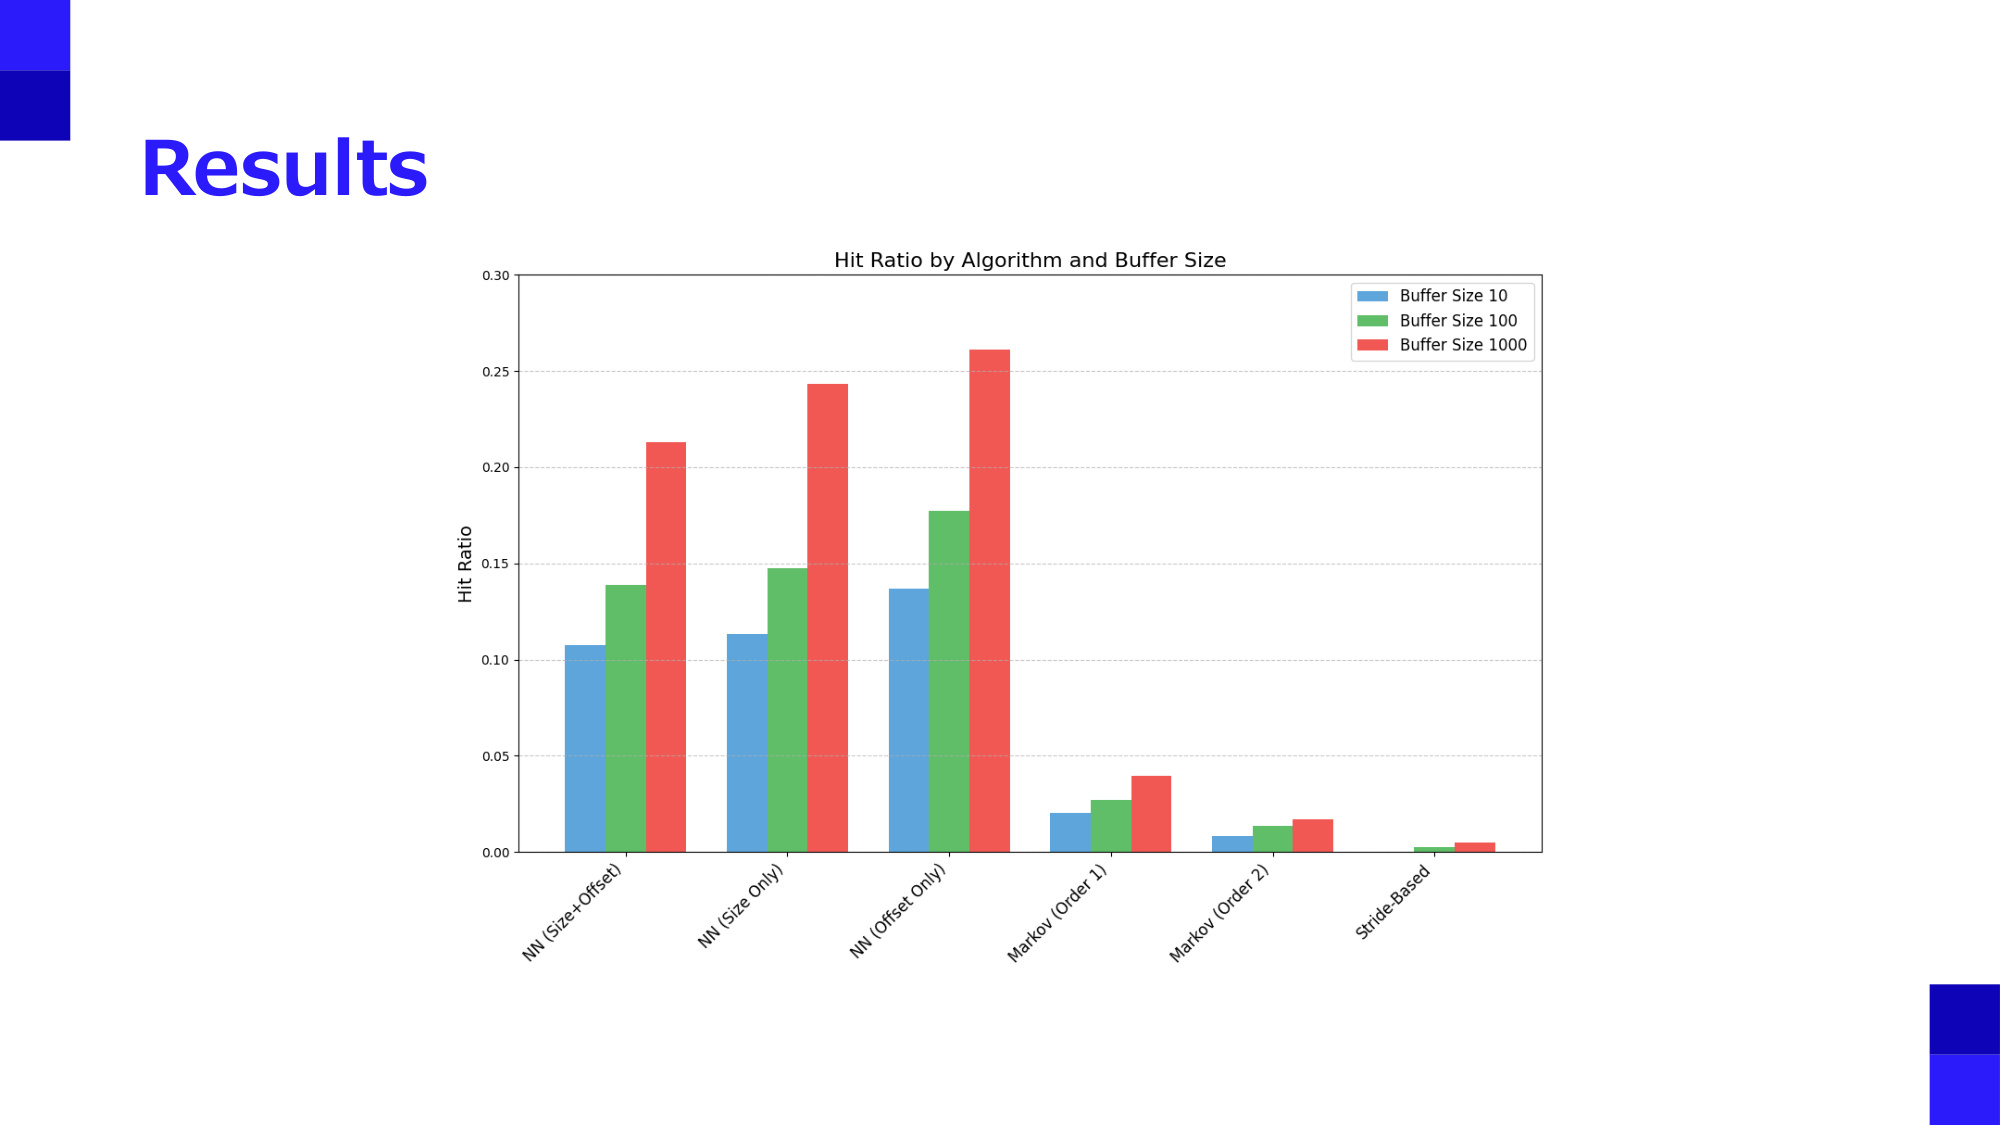 Results
Hit Ratio by Algorithm and Buffer Size
Buffer Size 10
Buffer Size 100
Buffer Size 1000
Hit Ratio
0.30
0.25
0.20
0.15
0.10
0.05
0.00
NN (Size+Offset)
NN (Size Only)
NN (Offset Only)
Markov (Order 1)
Markov (Order 2)
Stride-Based